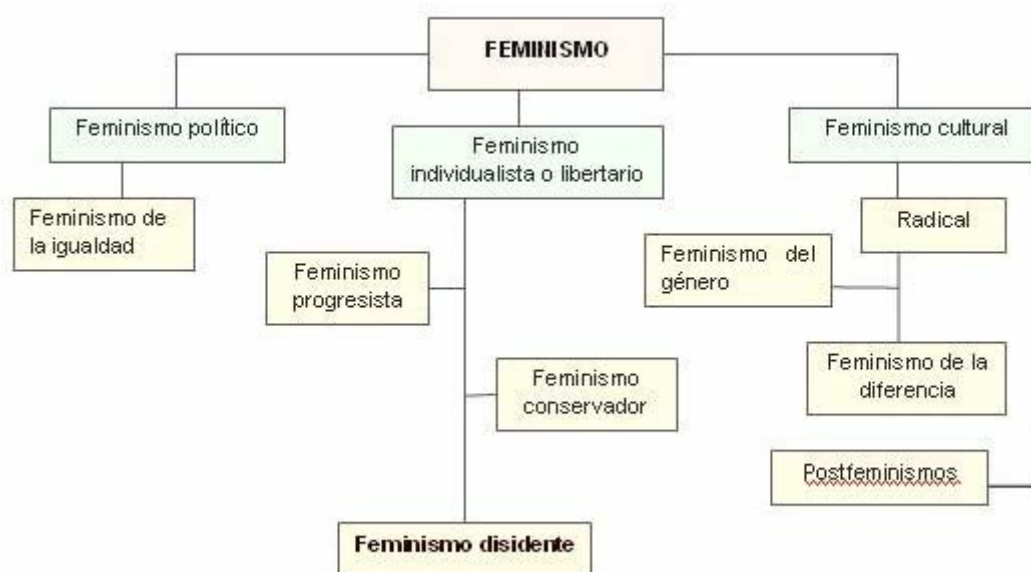 FEMINISMO
Feminismo político
Feminismo
individualista o libertario
Feminismo cultural
Feminismo de
la igualdad
Radical
Feminismo del
género
Feminismo
progresista
Feminismo de la
diferencia
Feminismo
conservador
Postfeminismos
Feminismo disidente